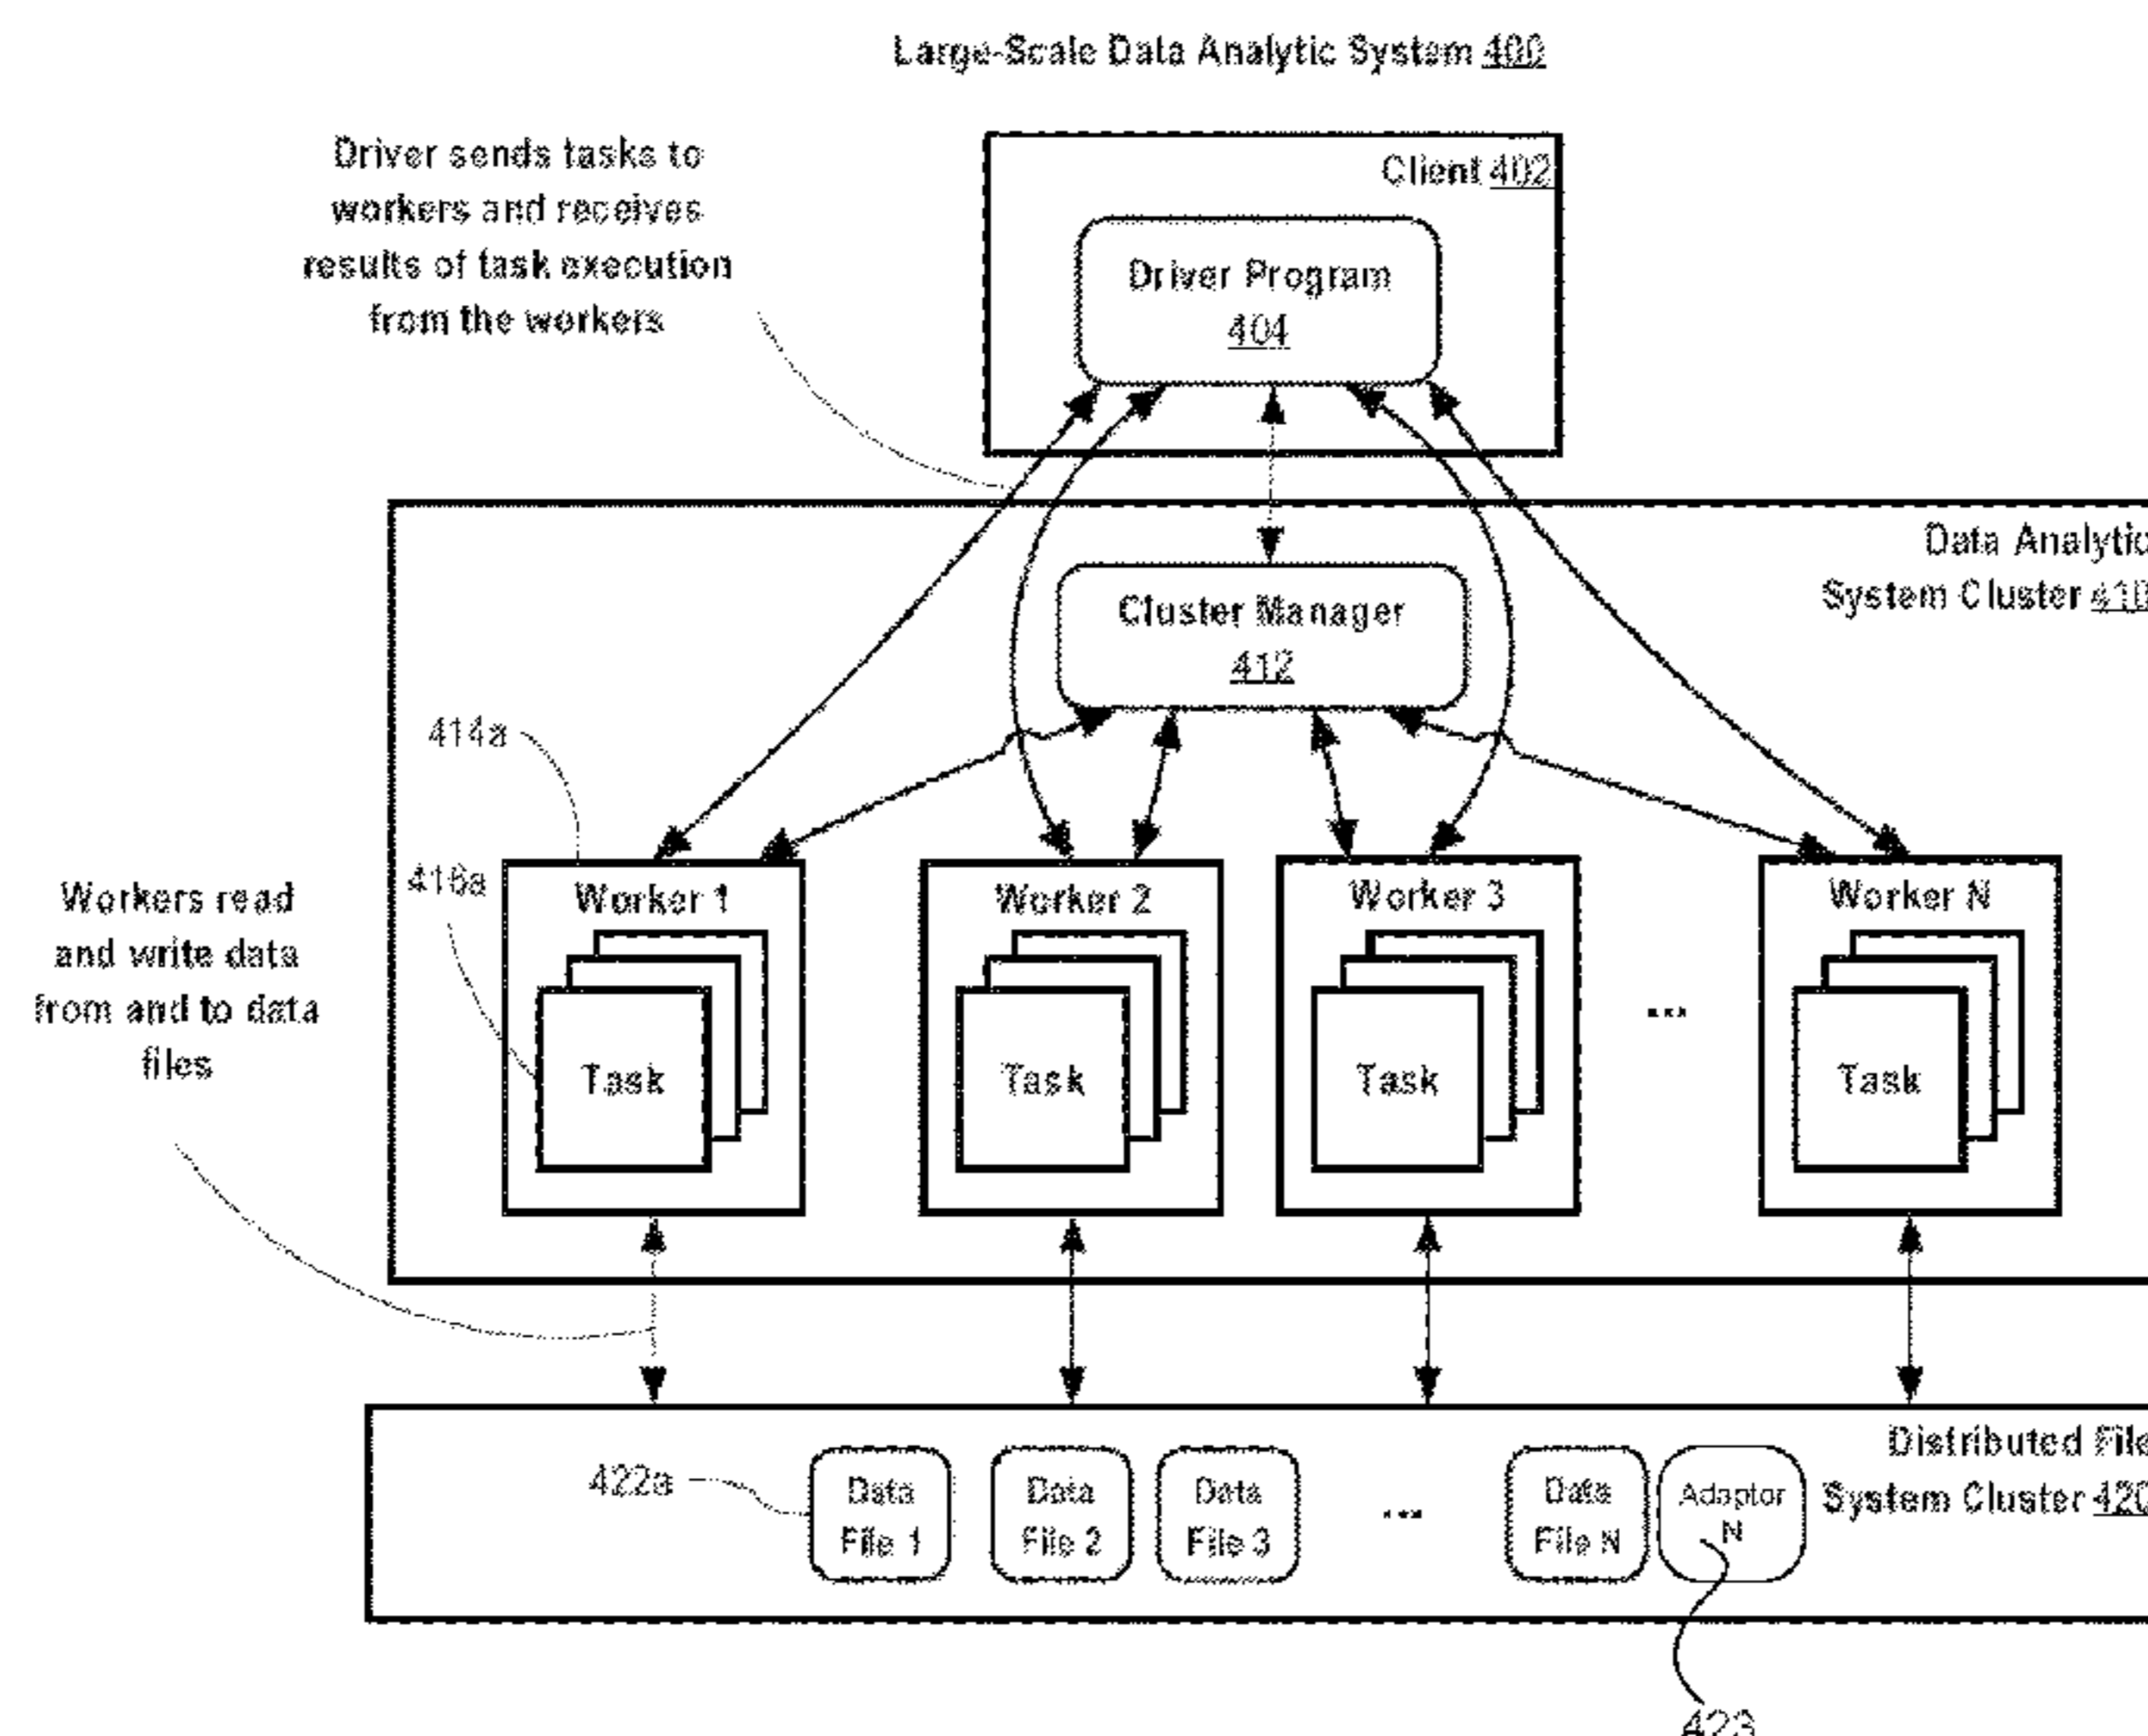 Large-Scale Data Analytic System 400
Driver sends tasks to
workers and receives
results of task execution
from the workers
Client 402
Driver Program
404
Data Analytic
System Cluster 410
Cluster Manager
412
414a
416a
Workers read
and write data
from and to data
files
Worker 1
Task
Worker 2
Task
Worker 3
Task
...
Worker N
Task
Distributed File
System Cluster 420
422a
Data
File 1
Data
File 2
Data
File 3
...
Data
File N
Adaptor
N
423